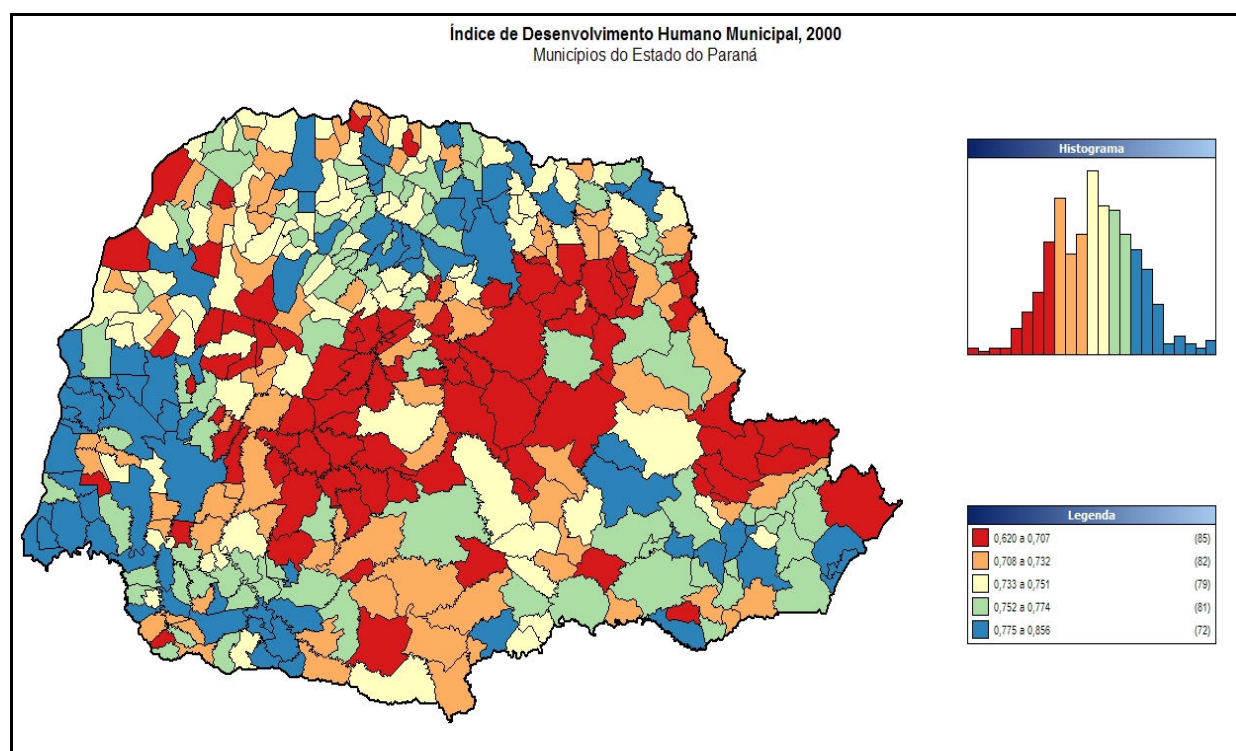 Índice de Desenvolvimento Humano Municipal, 2000
Municípios do Estado do Paraná
Histograma
Legenda
0,620 a 0,707 (85)
0,708 a 0,732 (82)
0,733 a 0,751 (79)
0,752 a 0,774 (81)
0,775 a 0,856 (72)